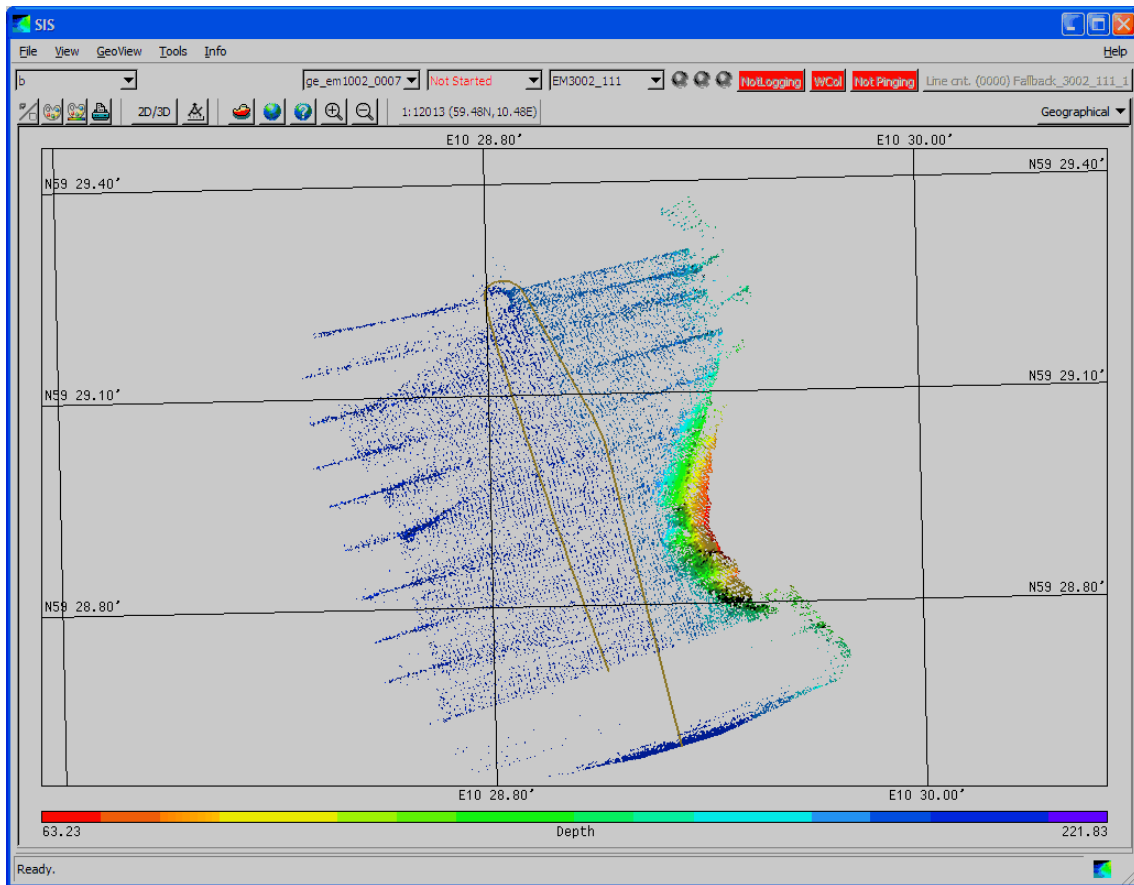 SIS
File View GeoView Tools Info Help
b ge_em1002_0007 Not Started EM3002_111 NotLogging WCol Not Pinging Line cnt. (0000) Fallback_3002_111_1
2D/3D 1:12013 (59.48N,10.48E) Geographical
E10 28.80' E10 30.00'
N59 29.40' N59 29.40'
N59 29.10' N59 29.10'
N59 28.80' N59 28.80'
E10 28.80' E10 30.00'
63.23 Depth 221.83
Ready.